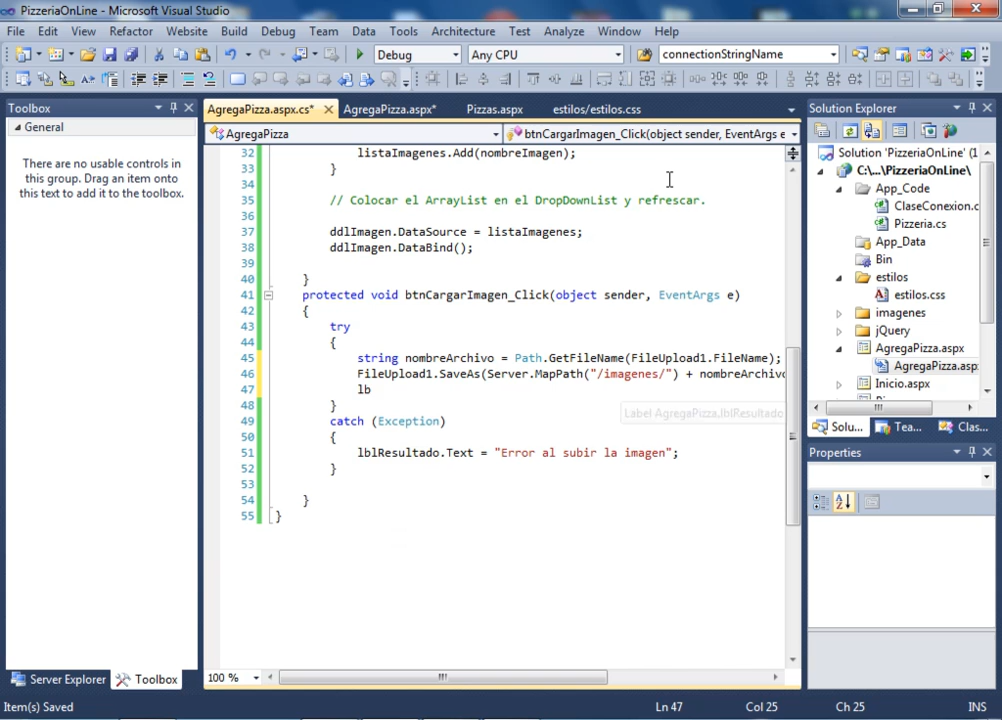 PizzeriaOnLine - Microsoft Visual Studio
File Edit View Refactor Website Build Debug Team Data Tools Architecture Test Analyze Window Help
Debug Any CPU connectionStringName
Toolbox
General
There are no usable controls in
this group. Drag an item onto
this text to add it to the toolbox.
Server Explorer Toolbox
AgregaPizza.aspx.cs* AgregaPizza.aspx* Pizzas.aspx estilos/estilos.css
AgregaPizza btnCargarImagen_Click(object sender, EventArgs e
32 listaImagenes.Add(nombreImagen);
33 }
34
35 // Colocar el ArrayList en el DropDownList y refrescar.
36
37 ddlImagen.DataSource = listaImagenes;
38 ddlImagen.DataBind();
39
40 }
41 protected void btnCargarImagen_Click(object sender, EventArgs e)
42 {
43 try
44 {
45 string nombreArchivo = Path.GetFileName(FileUpload1.FileName);
46 FileUpload1.SaveAs(Server.MapPath("/imagenes/") + nombreArchivo
47 lb
48 }
Label AgregaPizza.lblResultado
49 catch (Exception)
50 {
51 lblResultado.Text = "Error al subir la imagen";
52 }
53
54 }
55 }
100 %
Solution Explorer
Solution 'PizzeriaOnLine' (1
C:\...\PizzeriaOnLine\
App_Code
ClaseConexion.c
Pizzeria.cs
App_Data
Bin
estilos
estilos.css
imagenes
jQuery
AgregaPizza.aspx
AgregaPizza.asp
Inicio.aspx
Solu... Tea... Clas...
Properties
Item(s) Saved Ln 47 Col 25 Ch 25 INS